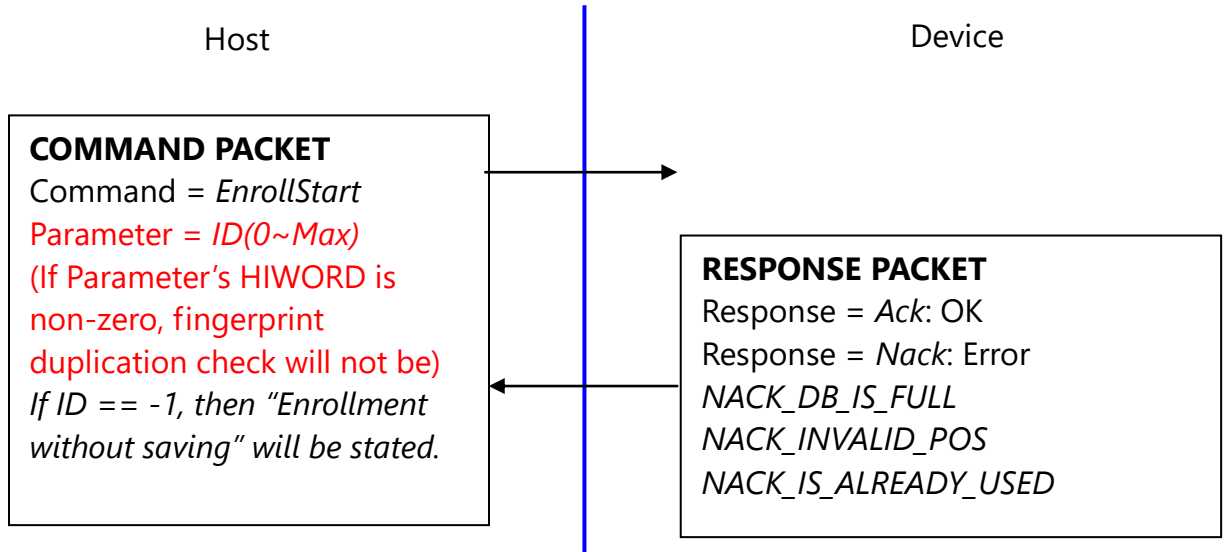 Host
Device
COMMAND PACKET
Command = EnrollStart
Parameter = ID(0~Max)
(If Parameter’s HIWORD is
non-zero, fingerprint
duplication check will not be)
If ID == -1, then “Enrollment
without saving” will be stated.
RESPONSE PACKET
Response = Ack: OK
Response = Nack: Error
NACK_DB_IS_FULL
NACK_INVALID_POS
NACK_IS_ALREADY_USED